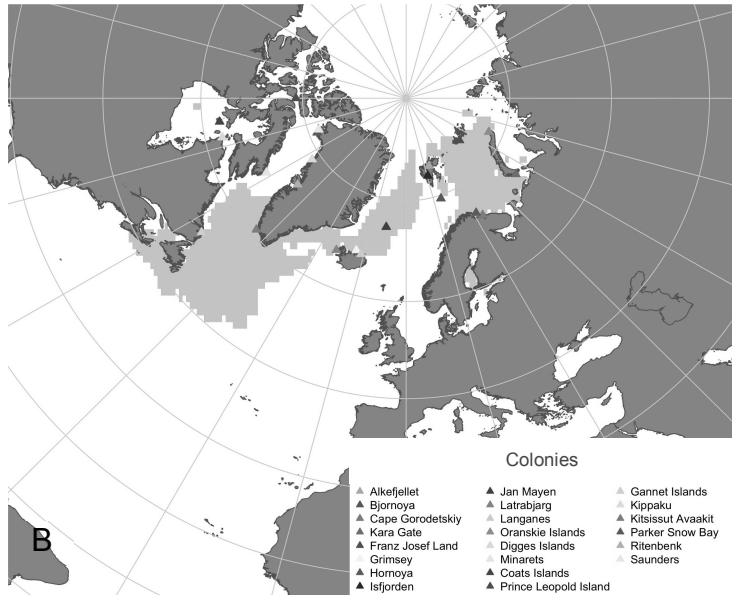 B
Colonies
Alkefjellet
Bjornoya
Cape Gorodetskiy
Kara Gate
Franz Josef Land
Grimsey
Hornoya
Isfjorden
Jan Mayen
Latrabjarg
Langanes
Oranskie Islands
Digges Islands
Minarets
Coats Islands
Prince Leopold Island
Gannet Islands
Kippaku
Kitsissut Avaakit
Parker Snow Bay
Ritenbenk
Saunders